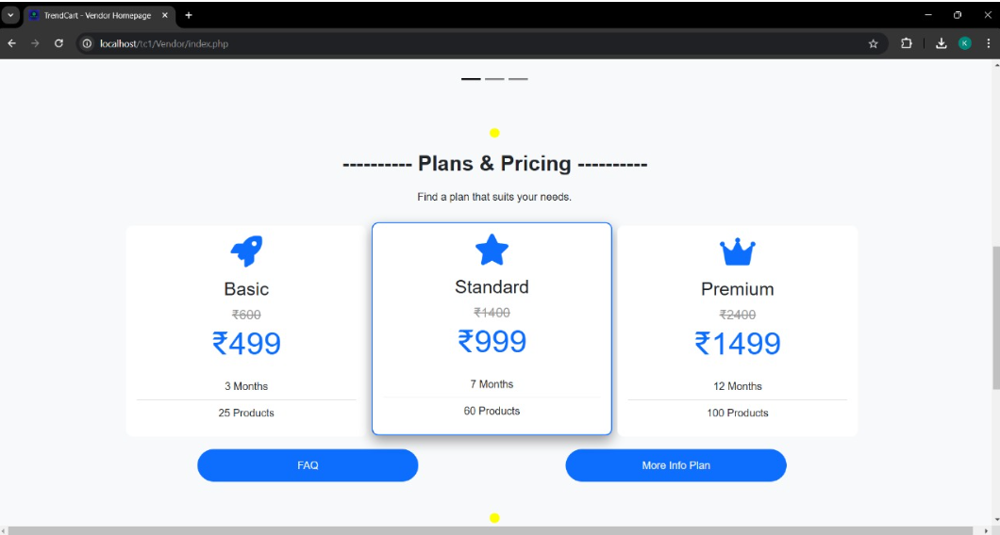 TrendCart - Vendor Homepage
localhost/tc1/Vendor/index.php
K
---------- Plans & Pricing ----------
Find a plan that suits your needs.
Basic
₹600
₹499
3 Months
25 Products
Standard
₹1400
₹999
7 Months
60 Products
Premium
₹2400
₹1499
12 Months
100 Products
FAQ
More Info Plan